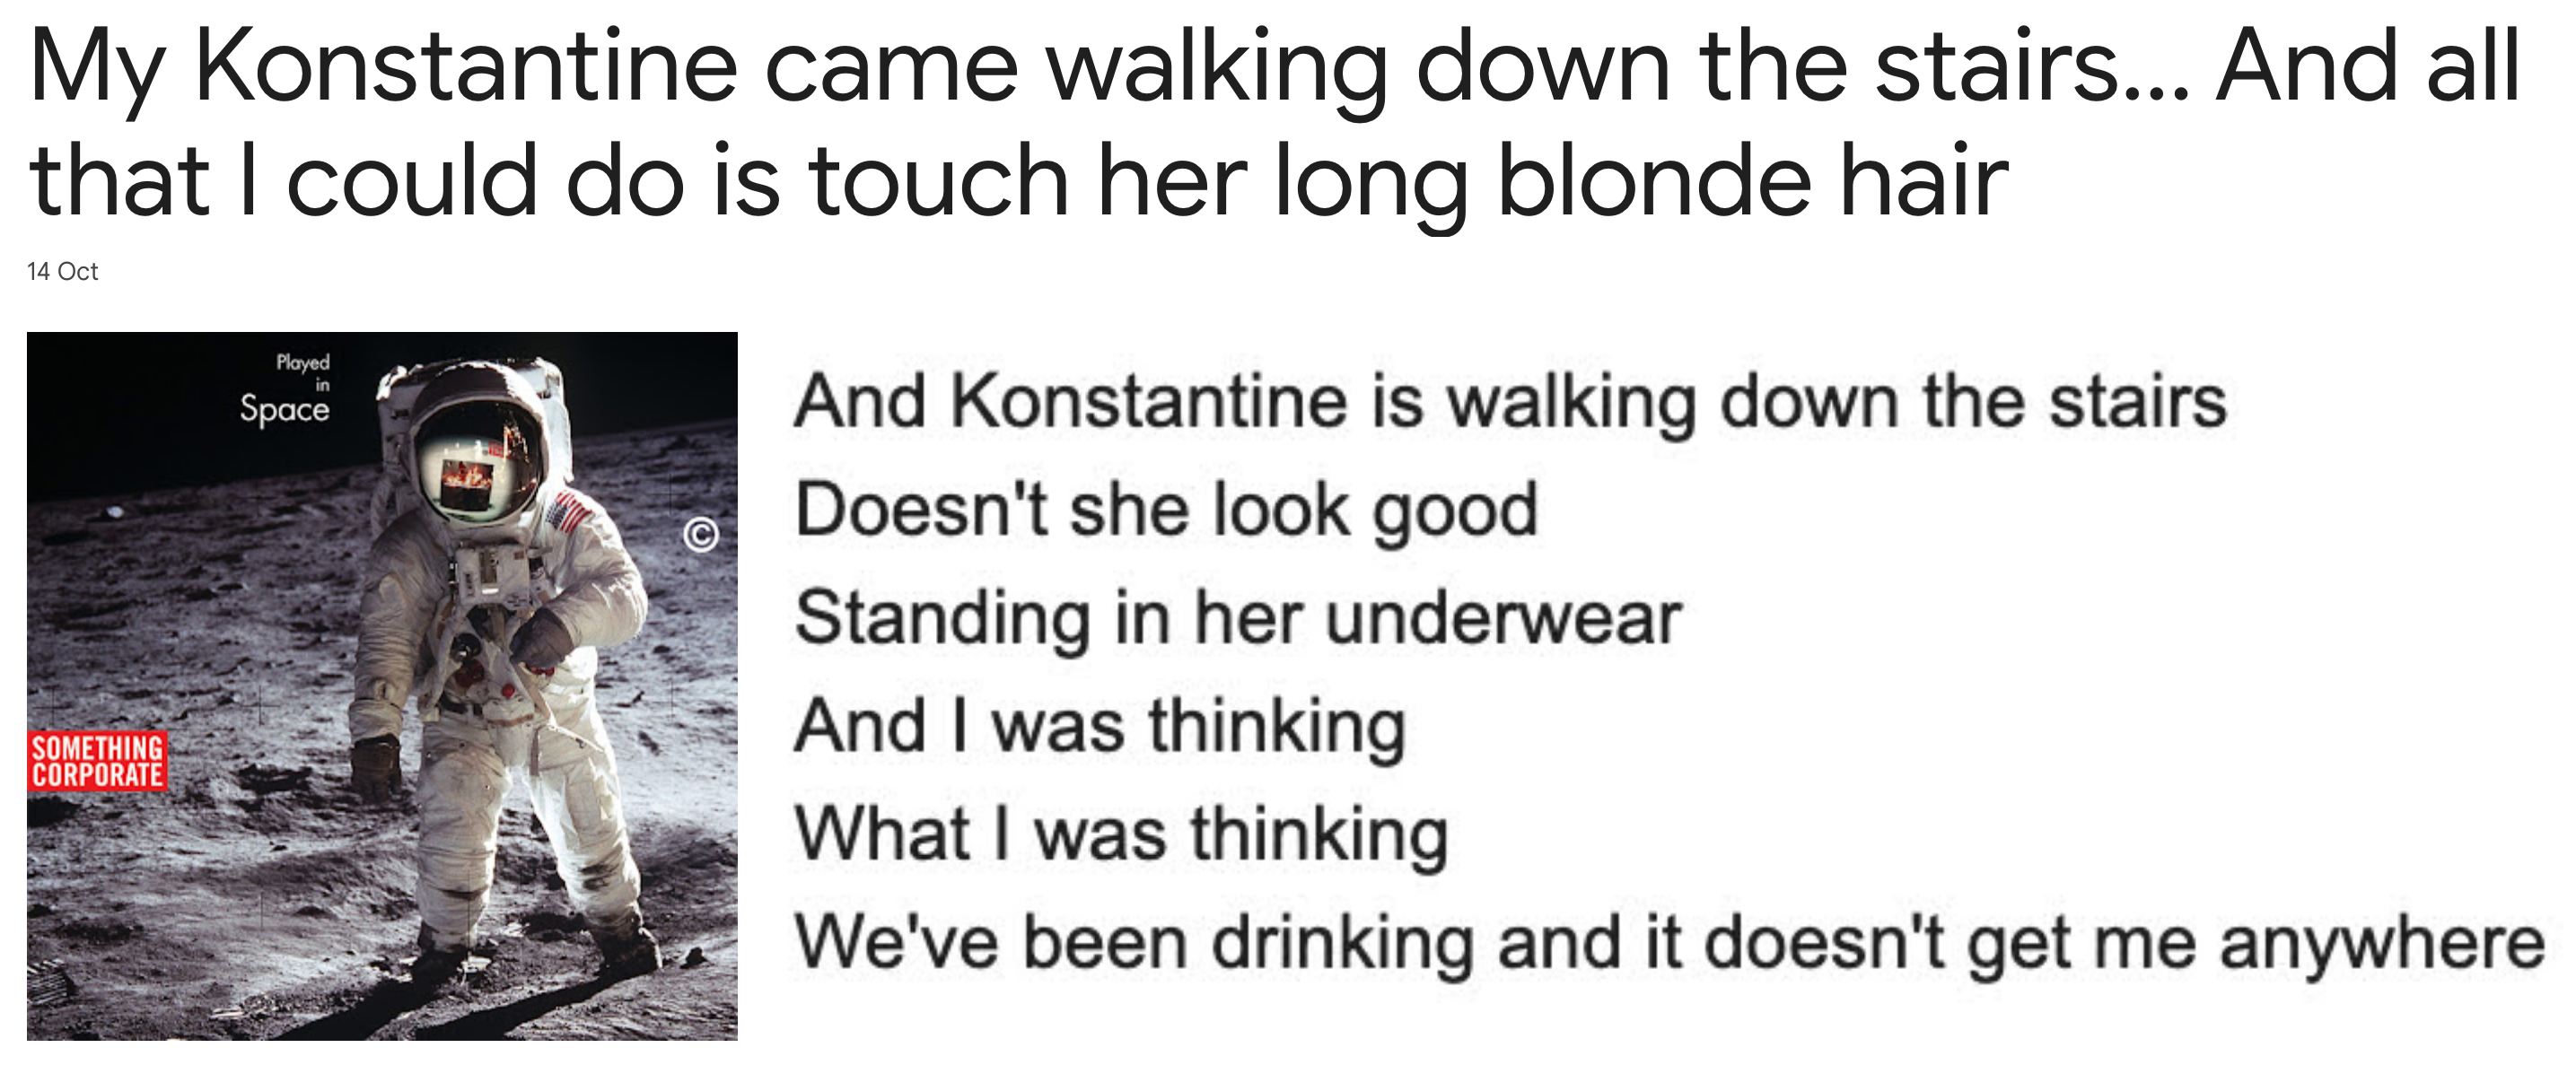 My Konstantine came walking down the stairs... And all
that I could do is touch her long blonde hair
14 Oct
Played
in
Space
©
SOMETHING
CORPORATE
And Konstantine is walking down the stairs
Doesn't she look good
Standing in her underwear
And I was thinking
What I was thinking
We've been drinking and it doesn't get me anywhere